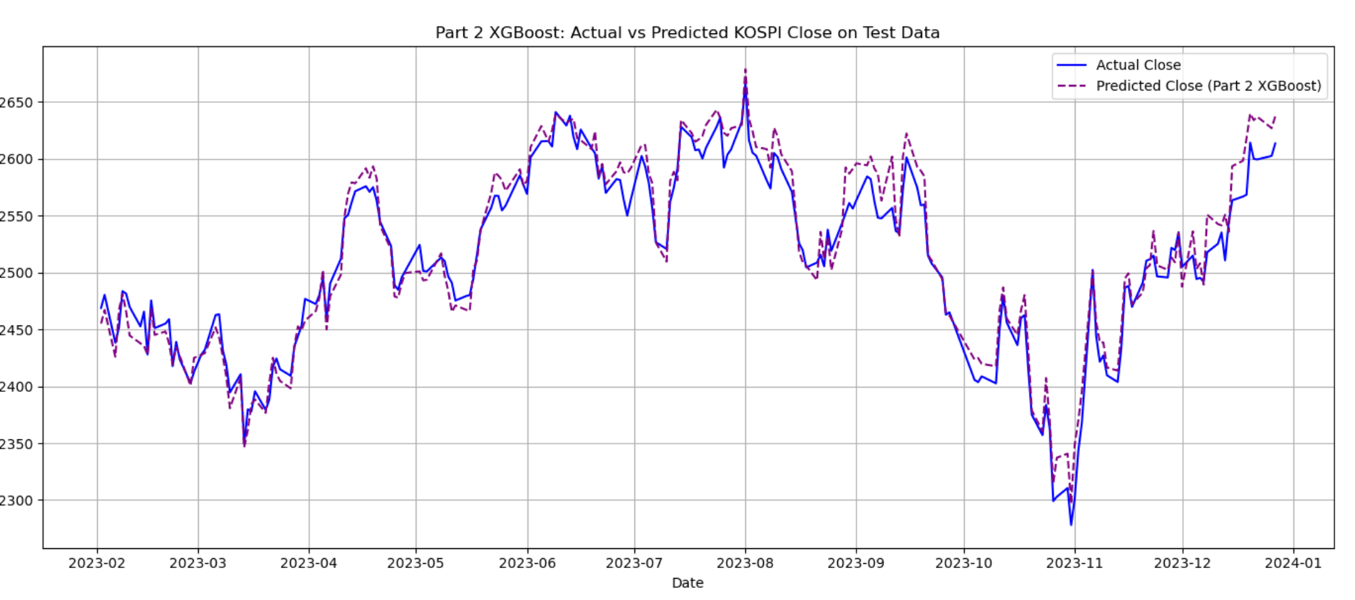 Part 2 XGBoost: Actual vs Predicted KOSPI Close on Test Data
Actual Close
Predicted Close (Part 2 XGBoost)
2650
2600
2550
2500
2450
2400
2350
2300
2023-02 2023-03 2023-04 2023-05 2023-06 2023-07 2023-08 2023-09 2023-10 2023-11 2023-12 2024-01
Date